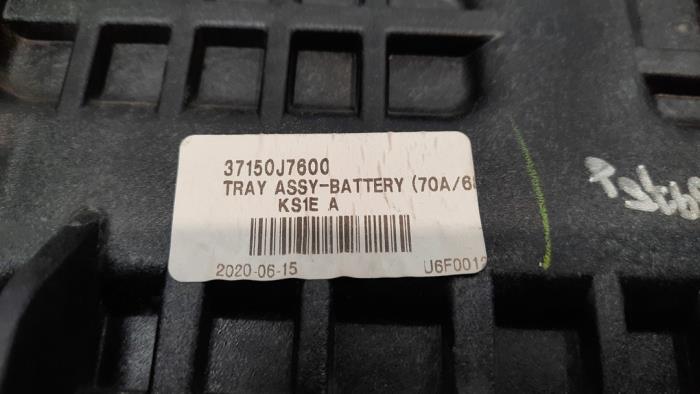 37150J7600
TRAY ASSY-BATTERY (70A/6
KS1E A
2020-06-15
U6F001